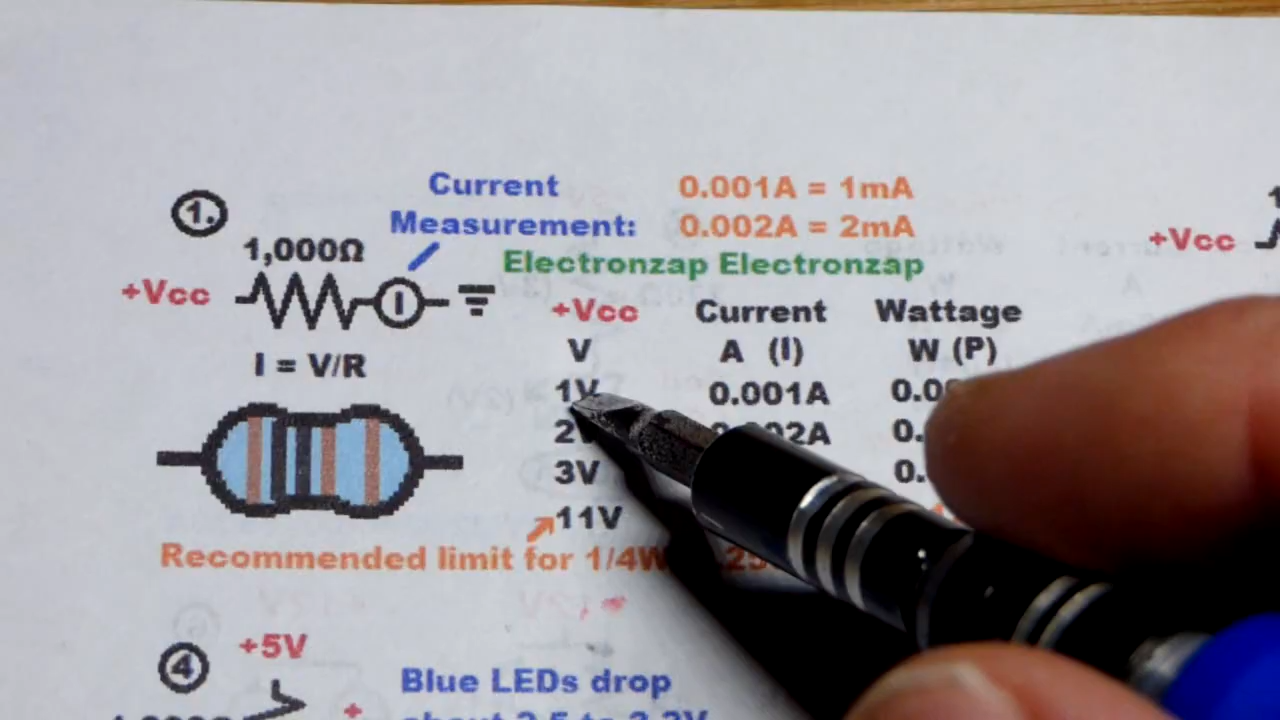 1.
Current
Measurement:
0.001A = 1mA
0.002A = 2mA
Electronzap Electronzap
1,000Ω
+Vcc
I
I = V/R
+Vcc Current Wattage
V A (I) W (P)
1V 0.001A
3V
11V
Recommended limit for 1/4W
+Vcc
4
+5V
Blue LEDs drop